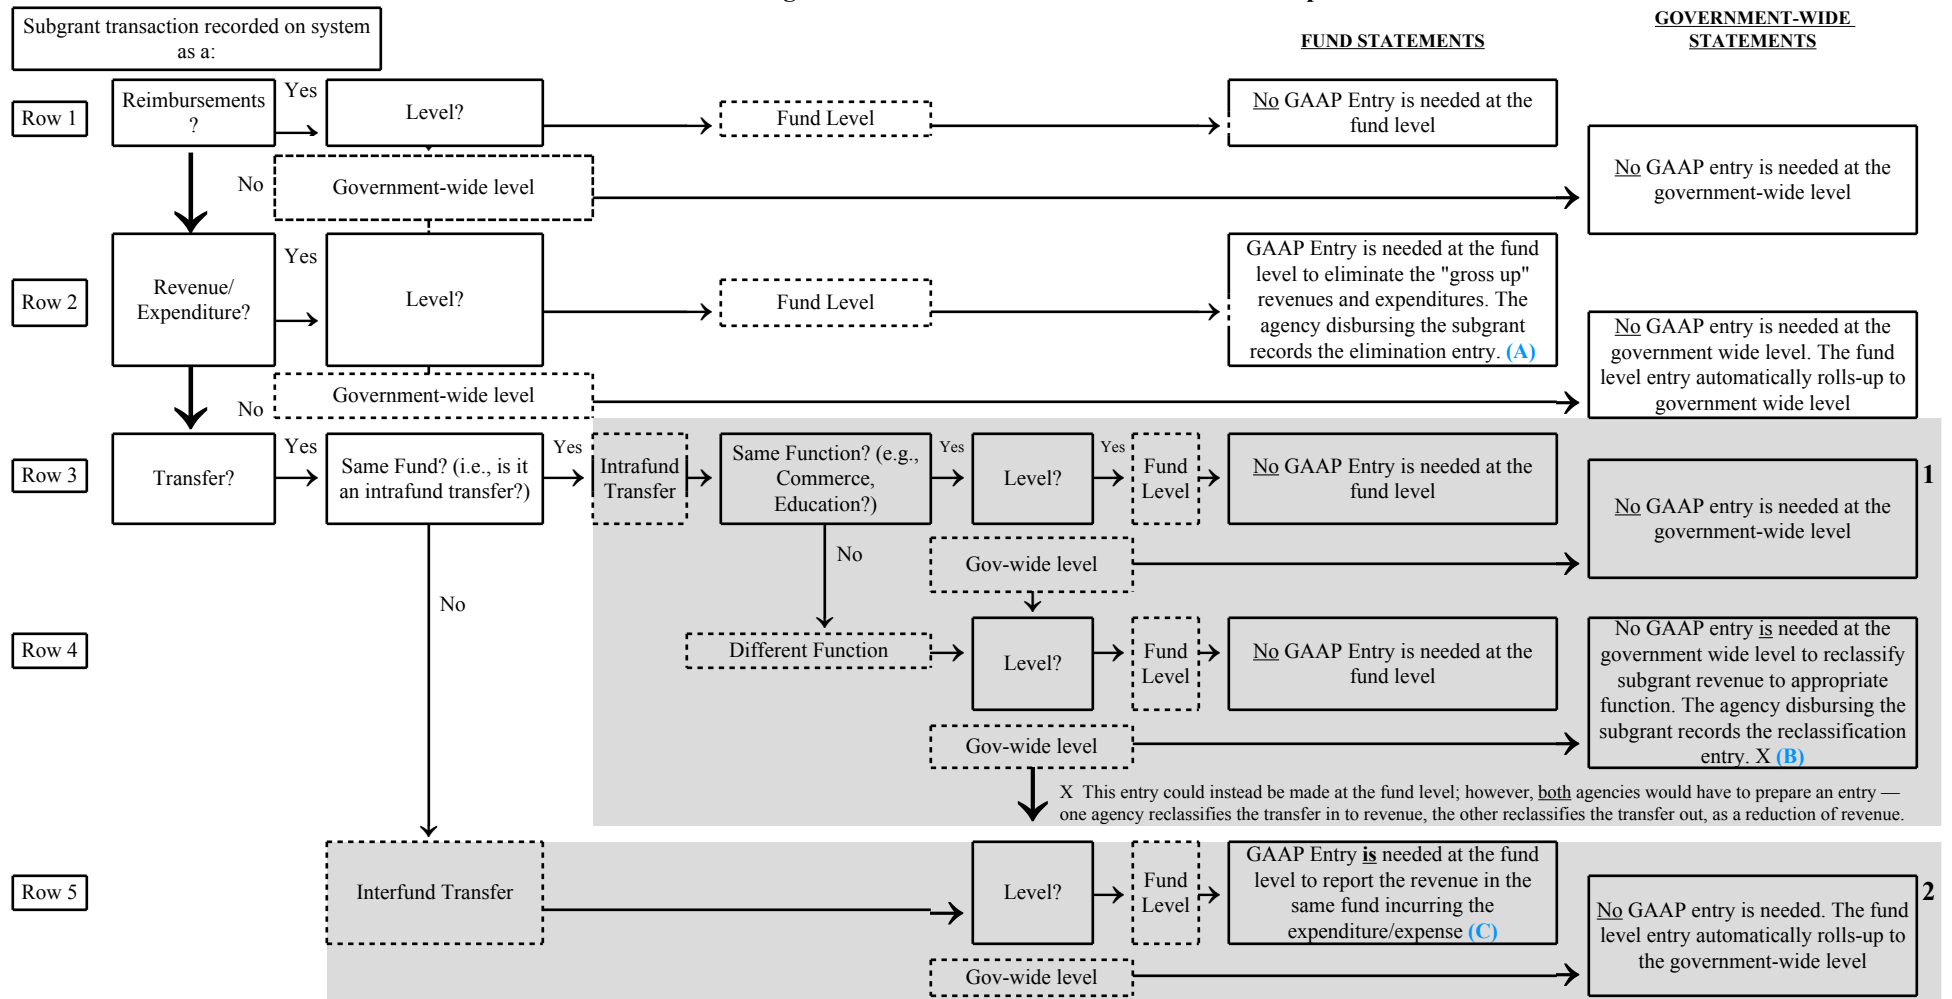 Subgrant transaction recorded on system
as a:
FUND STATEMENTS
GOVERNMENT-WIDE
STATEMENTS
Row 1
Reimbursements
?
Yes
Level?
Fund Level
No GAAP Entry is needed at the
fund level
No
Government-wide level
No GAAP entry is needed at the
government-wide level
Row 2
Revenue/
Expenditure?
Yes
Level?
Fund Level
GAAP Entry is needed at the fund
level to eliminate the "gross up"
revenues and expenditures. The
agency disbursing the subgrant
records the elimination entry. (A)
No
Government-wide level
No GAAP entry is needed at the
government wide level. The fund
level entry automatically rolls-up to
government wide level
Row 3
Transfer?
Yes
Same Fund? (i.e., is it
an intrafund transfer?)
Yes
Intrafund
Transfer
Same Function? (e.g.,
Commerce,
Education?)
Yes
Level?
Yes
Fund
Level
No GAAP Entry is needed at the
fund level
1
No GAAP entry is needed at the
government-wide level
No
Gov-wide level
No
Row 4
Different Function
Level?
Fund
Level
No GAAP Entry is needed at the
fund level
No GAAP entry is needed at the
government wide level to reclassify
subgrant revenue to appropriate
function. The agency disbursing the
subgrant records the reclassification
entry. X (B)
Gov-wide level
X This entry could instead be made at the fund level; however, both agencies would have to prepare an entry —
one agency reclassifies the transfer in to revenue, the other reclassifies the transfer out, as a reduction of revenue.
Row 5
Interfund Transfer
Level?
Fund
Level
GAAP Entry is needed at the fund
level to report the revenue in the
same fund incurring the
expenditure/expense (C)
2
No GAAP entry is needed. The fund
level entry automatically rolls-up to
the government-wide level
Gov-wide level